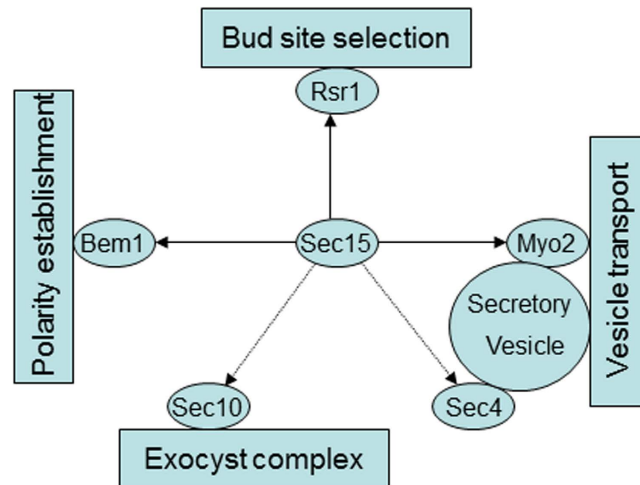 Bud site selection
Rsr1
Polarity establishment
Bem1
Sec15
Myo2
Secretory
Vesicle
Vesicle transport
Sec10
Sec4
Exocyst complex